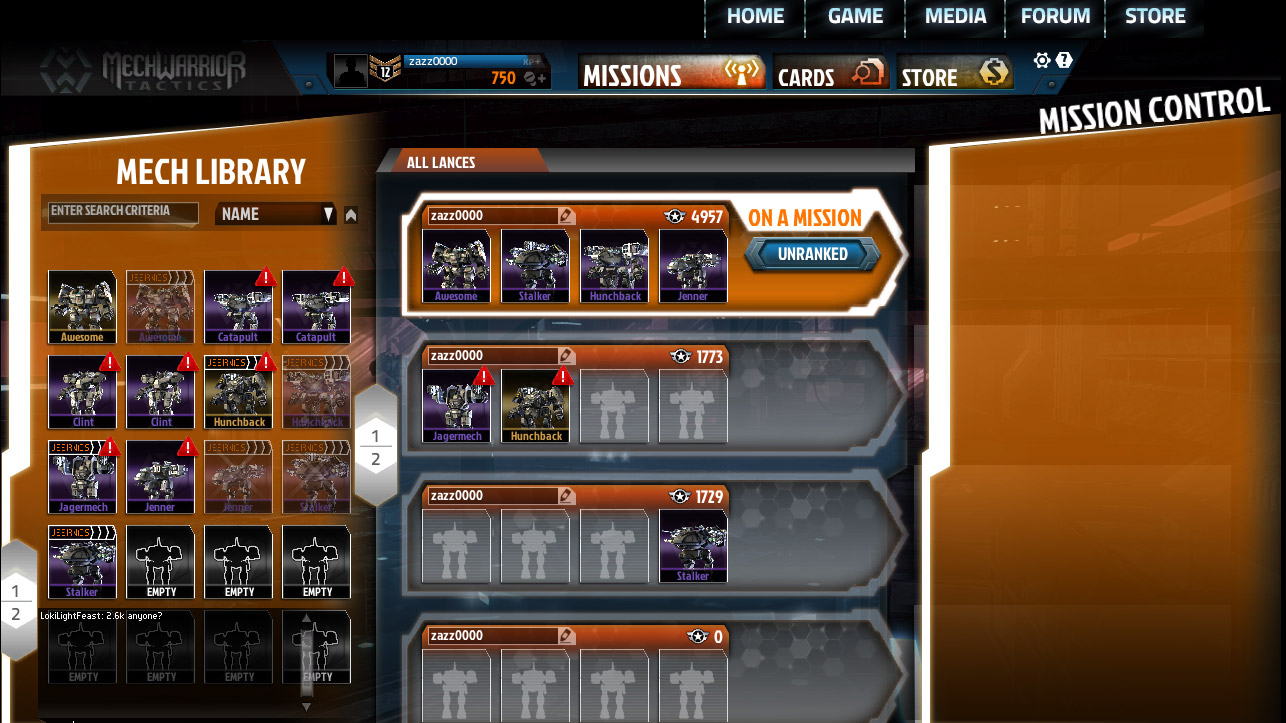 HOME GAME MEDIA FORUM STORE
MECHWARRIOR
TACTICS
12
zazz0000 XP+
750
MISSIONS
CARDS
STORE
MISSION CONTROL
MECH LIBRARY
ENTER SEARCH CRITERIA
NAME
Awesome
Awesome
Catapult
Catapult
Clint
Clint
Hunchback
Hunchback
Jagermech
Jenner
Jenner
Stalker
Stalker
EMPTY
EMPTY
EMPTY
LokiLightFeast: 2.6k anyone?
EMPTY
EMPTY
EMPTY
EMPTY
1
2
1
2
ALL LANCES
zazz0000 4957
Awesome
Stalker
Hunchback
Jenner
ON A MISSION
UNRANKED
zazz0000 1773
Jagermech
Hunchback
zazz0000 1729
Stalker
zazz0000 0